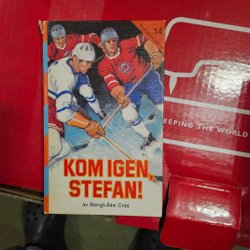 14
KOM IGEN,
STEFAN!
av Bengt-Åke Cras
EEPING THE WORLD